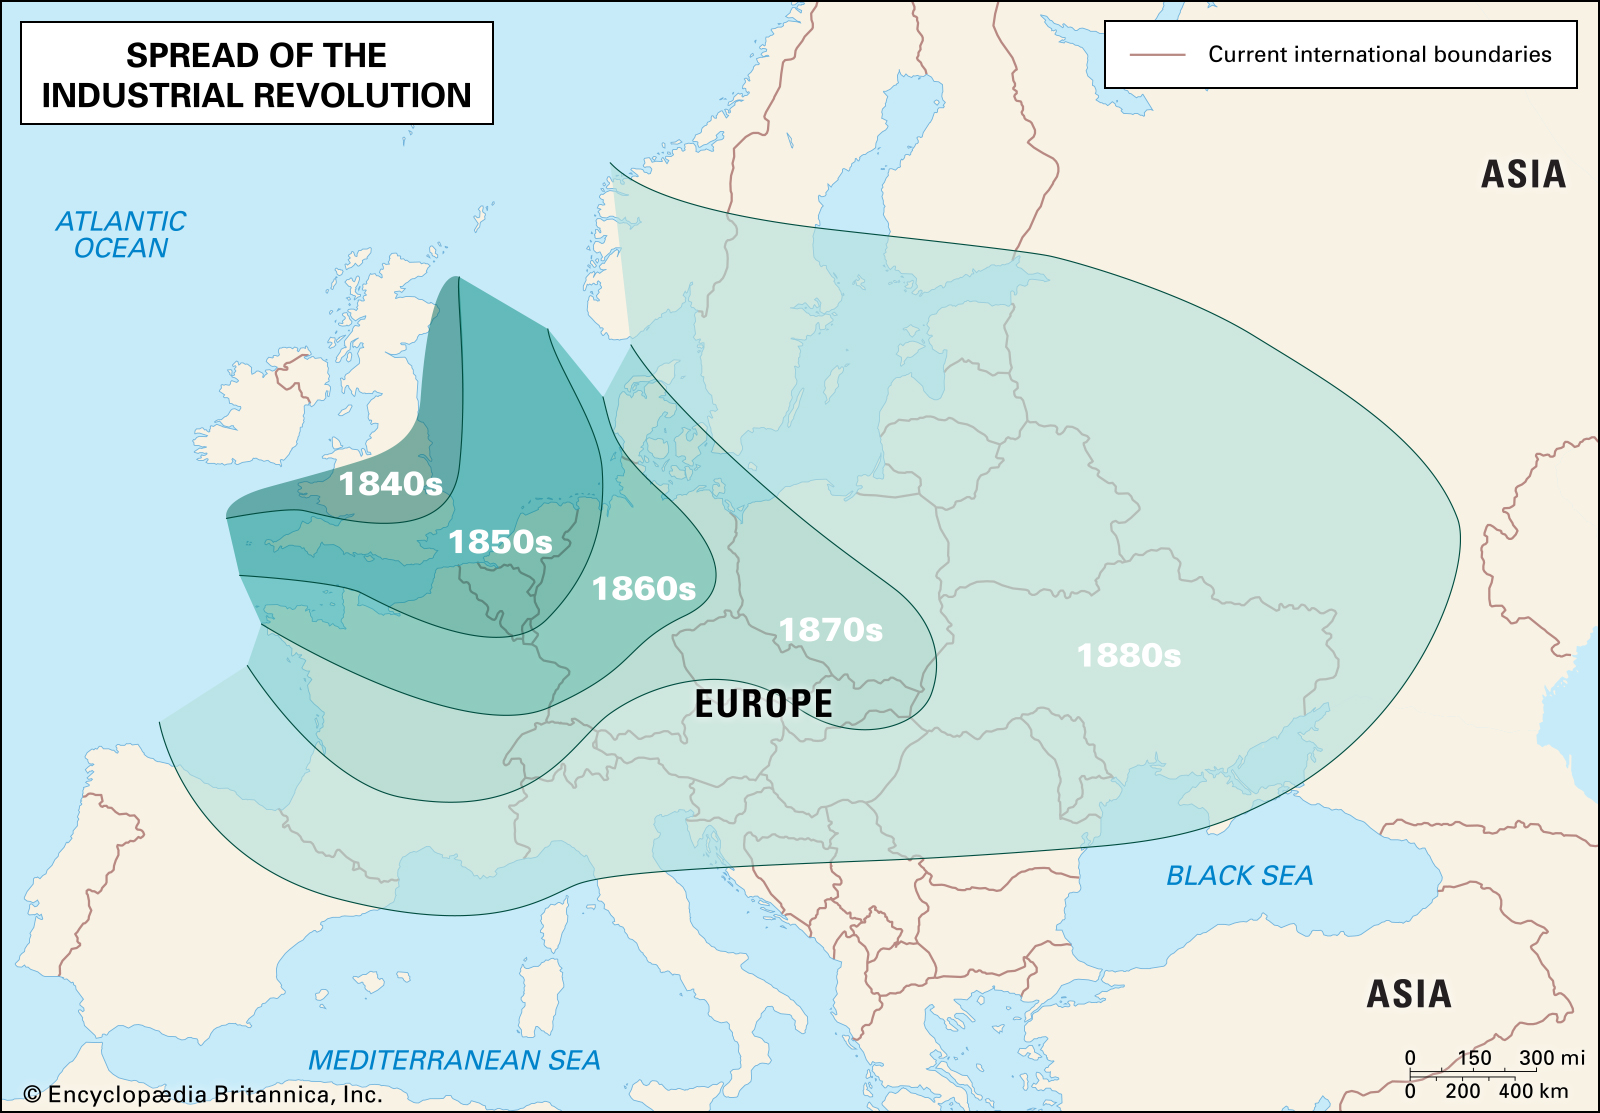 SPREAD OF THE
INDUSTRIAL REVOLUTION
Current international boundaries
ASIA
ATLANTIC
OCEAN
1840s
1850s
1860s
1870s
1880s
EUROPE
BLACK SEA
ASIA
MEDITERRANEAN SEA
0 150 300 mi
0 200 400 km
© Encyclopædia Britannica, Inc.